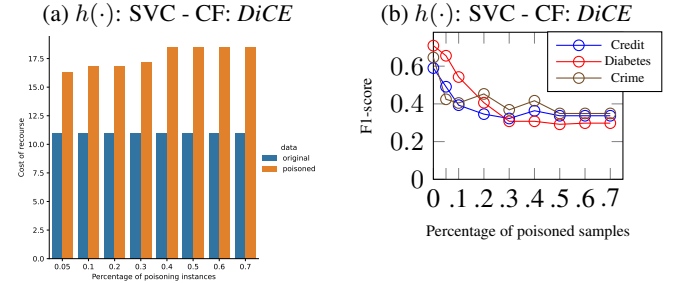 (a) h(·): SVC - CF: DiCE
17.5
15.0
12.5
10.0
7.5
5.0
2.5
0.0
Cost of recourse
0.05 0.1 0.2 0.3 0.4 0.5 0.6 0.7
Percentage of poisoning instances
data
original
poisoned
(b) h(·): SVC - CF: DiCE
0.6
0.4
0.2
0
F1-score
0 .1 .2 .3 .4 .5 .6 .7
Percentage of poisoned samples
Credit
Diabetes
Crime